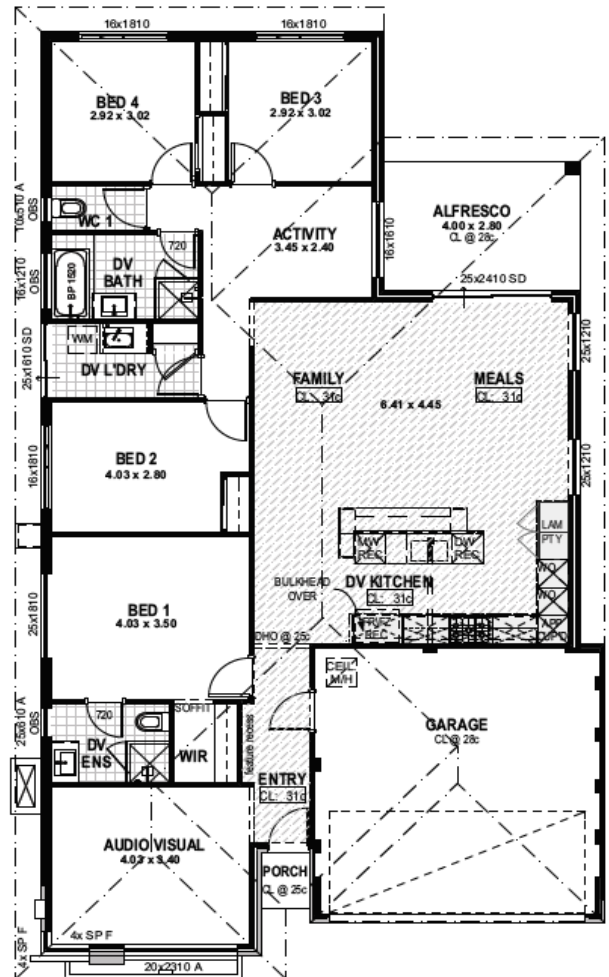 16x1810
16x1810
BED 4
2.92 x 3.02
BED 3
2.92 x 3.02
10x510 A
OBS
WC 1
ACTIVITY
3.45 x 2.40
16x1610
ALFRESCO
4.00 x 2.80
CL @ 28c
25x2410 SD
16x1210
OBS
BP 1520
DV
BATH
720
25x1610 SD
WM
DV L'DRY
FAMILY
CL: 31c
MEALS
CL: 31c
6.41 x 4.45
25x1210
25x1210
16x1810
BED 2
4.03 x 2.80
MW
REC
DW
REC
LAM
PTY
WO
WO
BULKHEAD
OVER
DV KITCHEN
CL: 31c
FR/FZ
REC
APP
CUP'D
25x1810
BED 1
4.03 x 3.50
DHO @ 25c
CEIL
M/H
GARAGE
CL @ 28c
25x610 A
OBS
720
DV
ENS
SOFFIT
WIR
feature recess
ENTRY
CL: 31c
AUDIO VISUAL
4.03 x 3.40
PORCH
CL @ 25c
4x SP F
4x SP F
20x2310 A